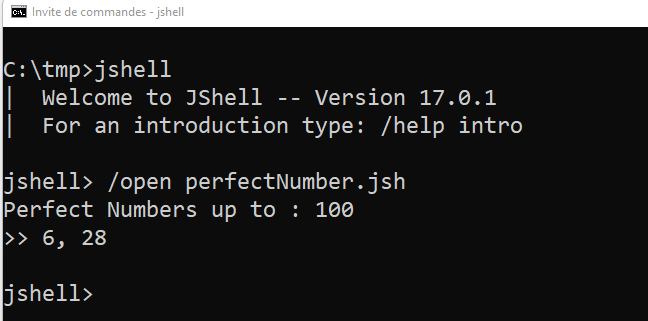 Invite de commandes - jshell
C:\tmp>jshell
|  Welcome to JShell -- Version 17.0.1
|  For an introduction type: /help intro
jshell> /open perfectNumber.jsh
Perfect Numbers up to : 100
>> 6, 28
jshell>